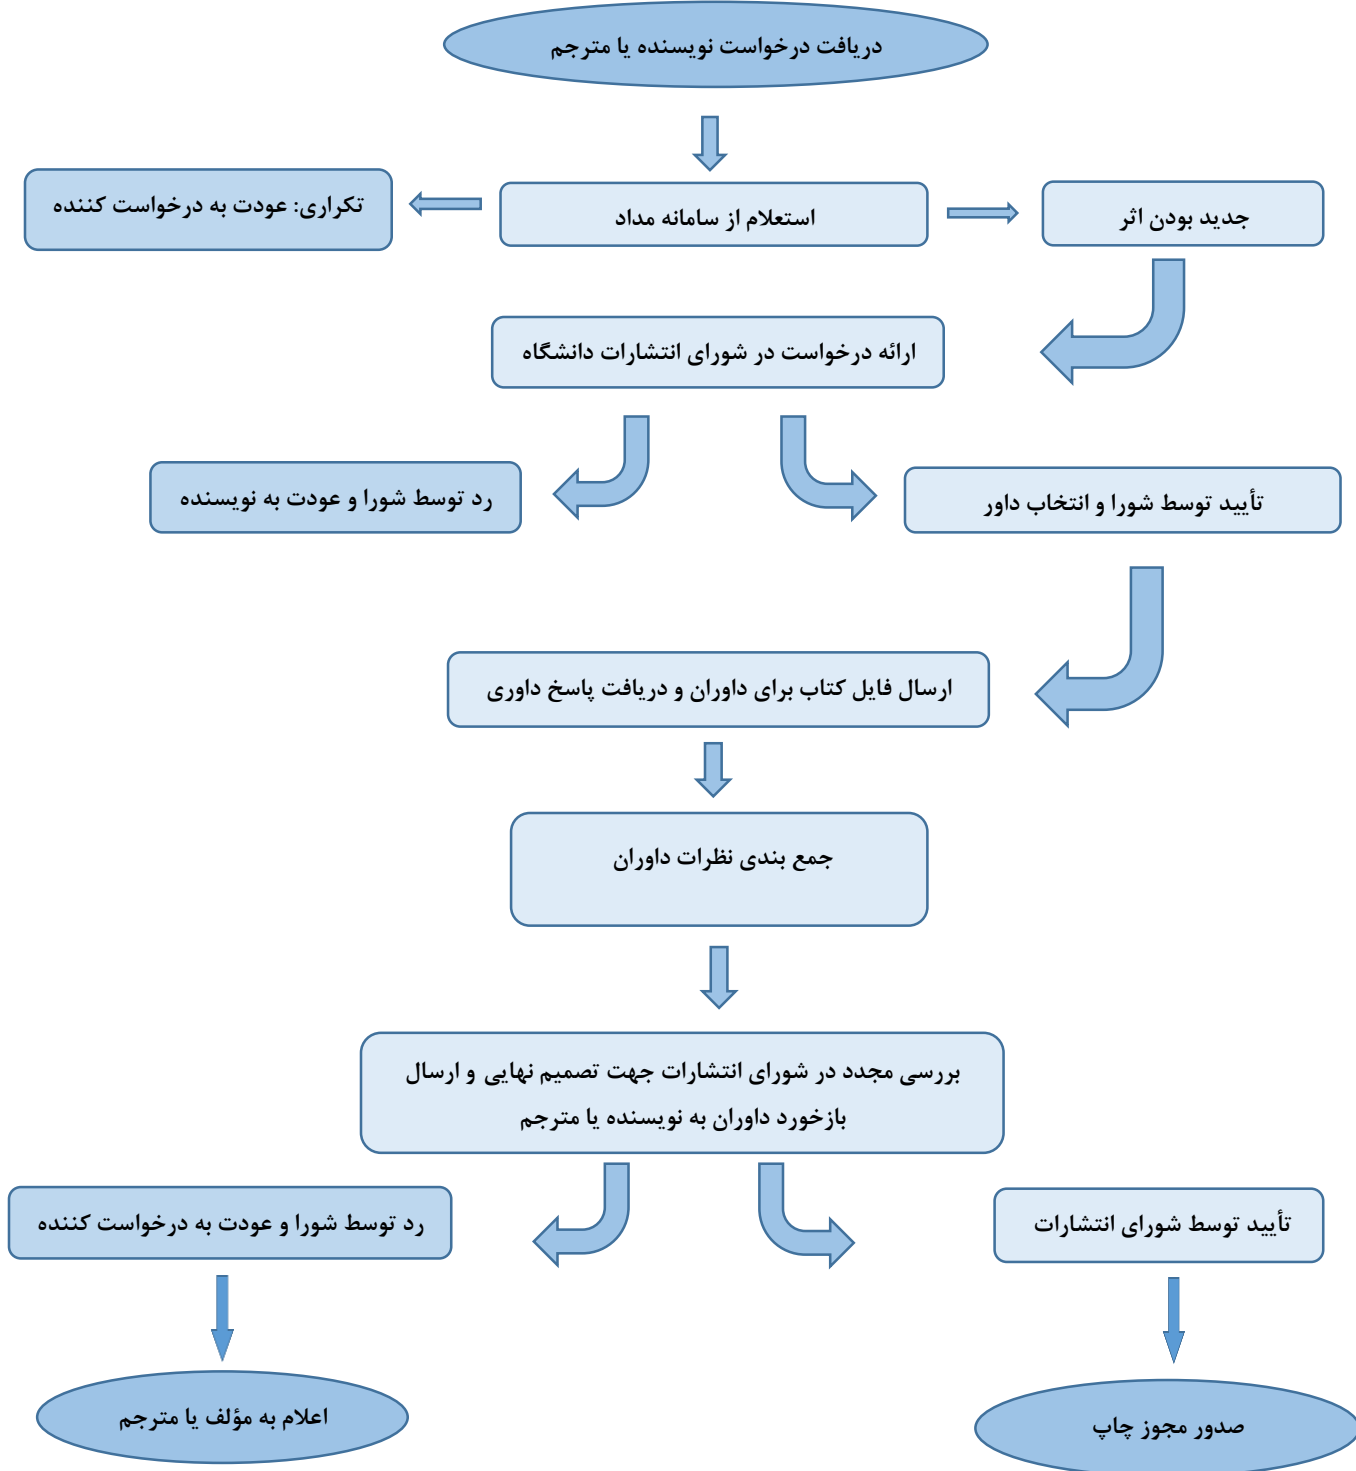 دریافت درخواست نویسنده یا مترجم
جدید بودن اثر
استعلام از سامانه مداد
تکراری: عودت به درخواست کننده
ارائه درخواست در شورای انتشارات دانشگاه
تأیید توسط شورا و انتخاب داور
رد توسط شورا و عودت به نویسنده
ارسال فایل کتاب برای داوران و دریافت پاسخ داوری
جمع بندی نظرات داوران
بررسی مجدد در شورای انتشارات جهت تصمیم نهایی و ارسال
بازخورد داوران به نویسنده یا مترجم
تأیید توسط شورای انتشارات
رد توسط شورا و عودت به درخواست کننده
صدور مجوز چاپ
اعلام به مؤلف یا مترجم